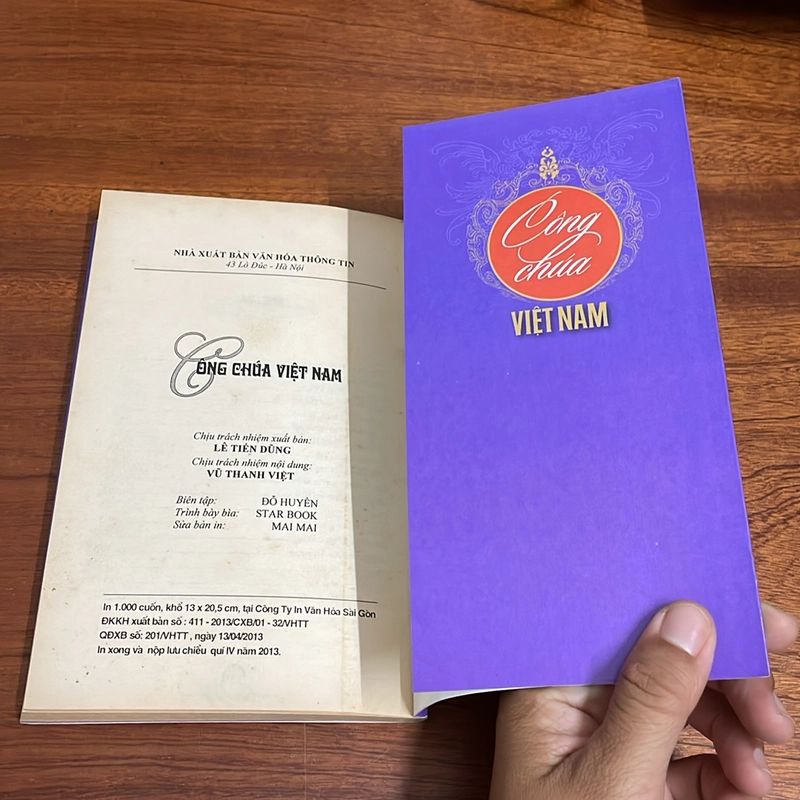 NHÀ XUẤT BẢN VĂN HÓA THÔNG TIN
43 Lò Đúc - Hà Nội
CÔNG CHÚA VIỆT NAM
Chịu trách nhiệm xuất bản:
LÊ TIẾN DŨNG
Chịu trách nhiệm nội dung:
VŨ THANH VIỆT
Biên tập: ĐỖ HUYỀN
Trình bày bìa: STAR BOOK
Sửa bản in: MAI MAI
In 1.000 cuốn, khổ 13 x 20,5 cm, tại Công Ty In Văn Hóa Sài Gòn
ĐKKH xuất bản số : 411 - 2013/CXB/01 - 32/VHTT
QĐXB số: 201/VHTT , ngày 13/04/2013
In xong và nộp lưu chiểu quí IV năm 2013.
Công
chúa
VIỆT NAM